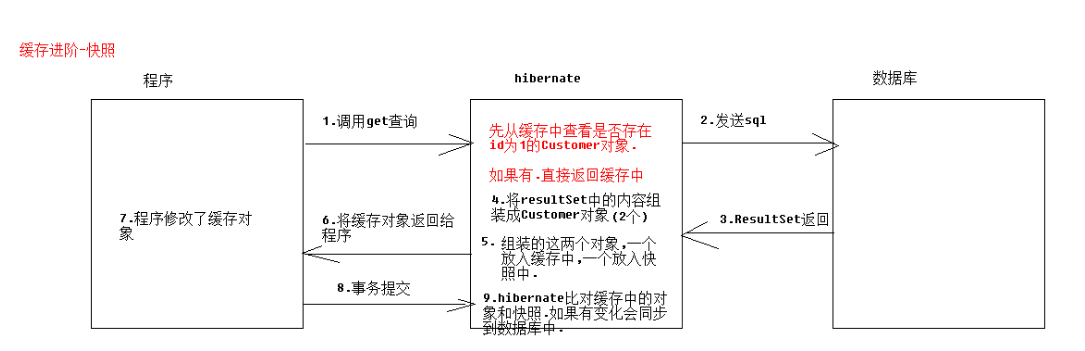 缓存进阶-快照
程序
hibernate
数据库
1.调用get查询
2.发送sql
先从缓存中查看是否存在
id为1的Customer对象.
如果有.直接返回缓存中
4.将resultSet中的内容组
装成Customer对象(2个)
3.ResultSet返回
7.程序修改了缓存对
象
6.将缓存对象返回给
程序
5. 组装的这两个对象,一个
放入缓存中,一个放入快
照中.
8.事务提交
9.hibernate比对缓存中的对
象和快照.如果有变化会同步
到数据库中.